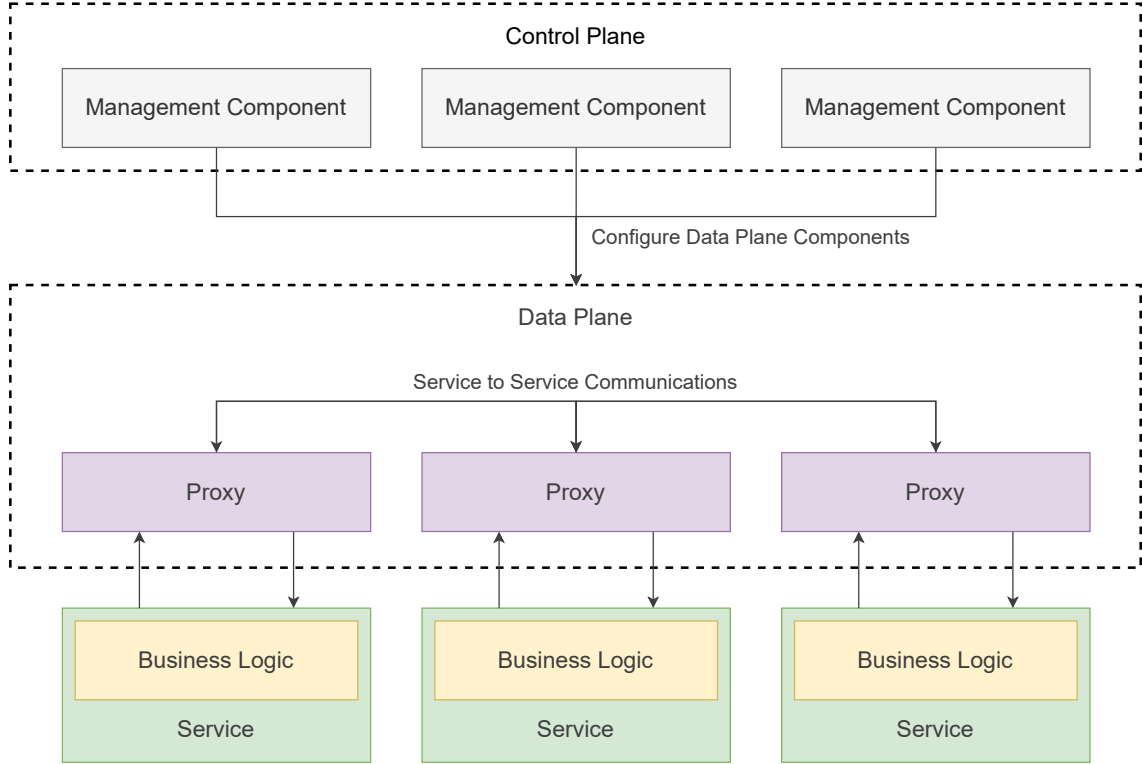 Control Plane
Management Component
Management Component
Management Component
Configure Data Plane Components
Data Plane
Service to Service Communications
Proxy
Proxy
Proxy
Business Logic
Business Logic
Business Logic
Service
Service
Service